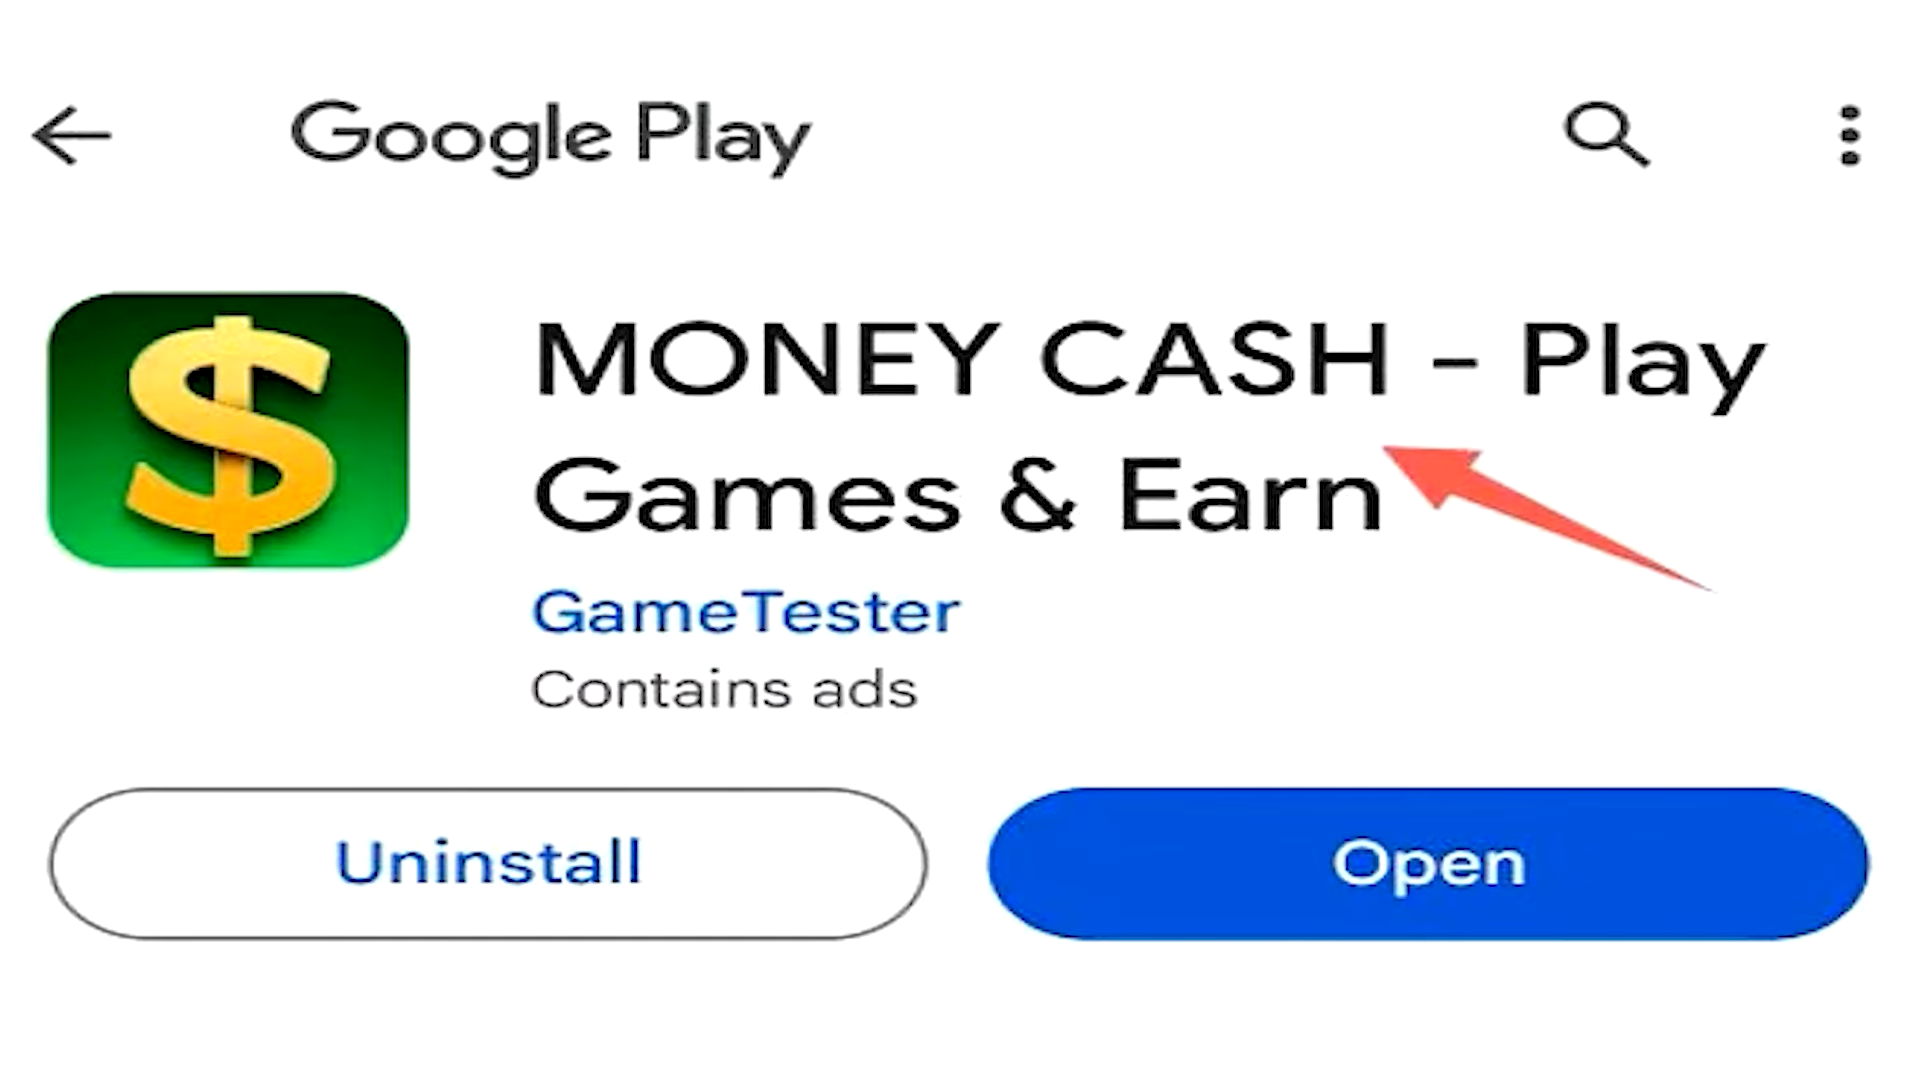 Google Play
MONEY CASH - Play
Games & Earn
GameTester
Contains ads
Uninstall
Open